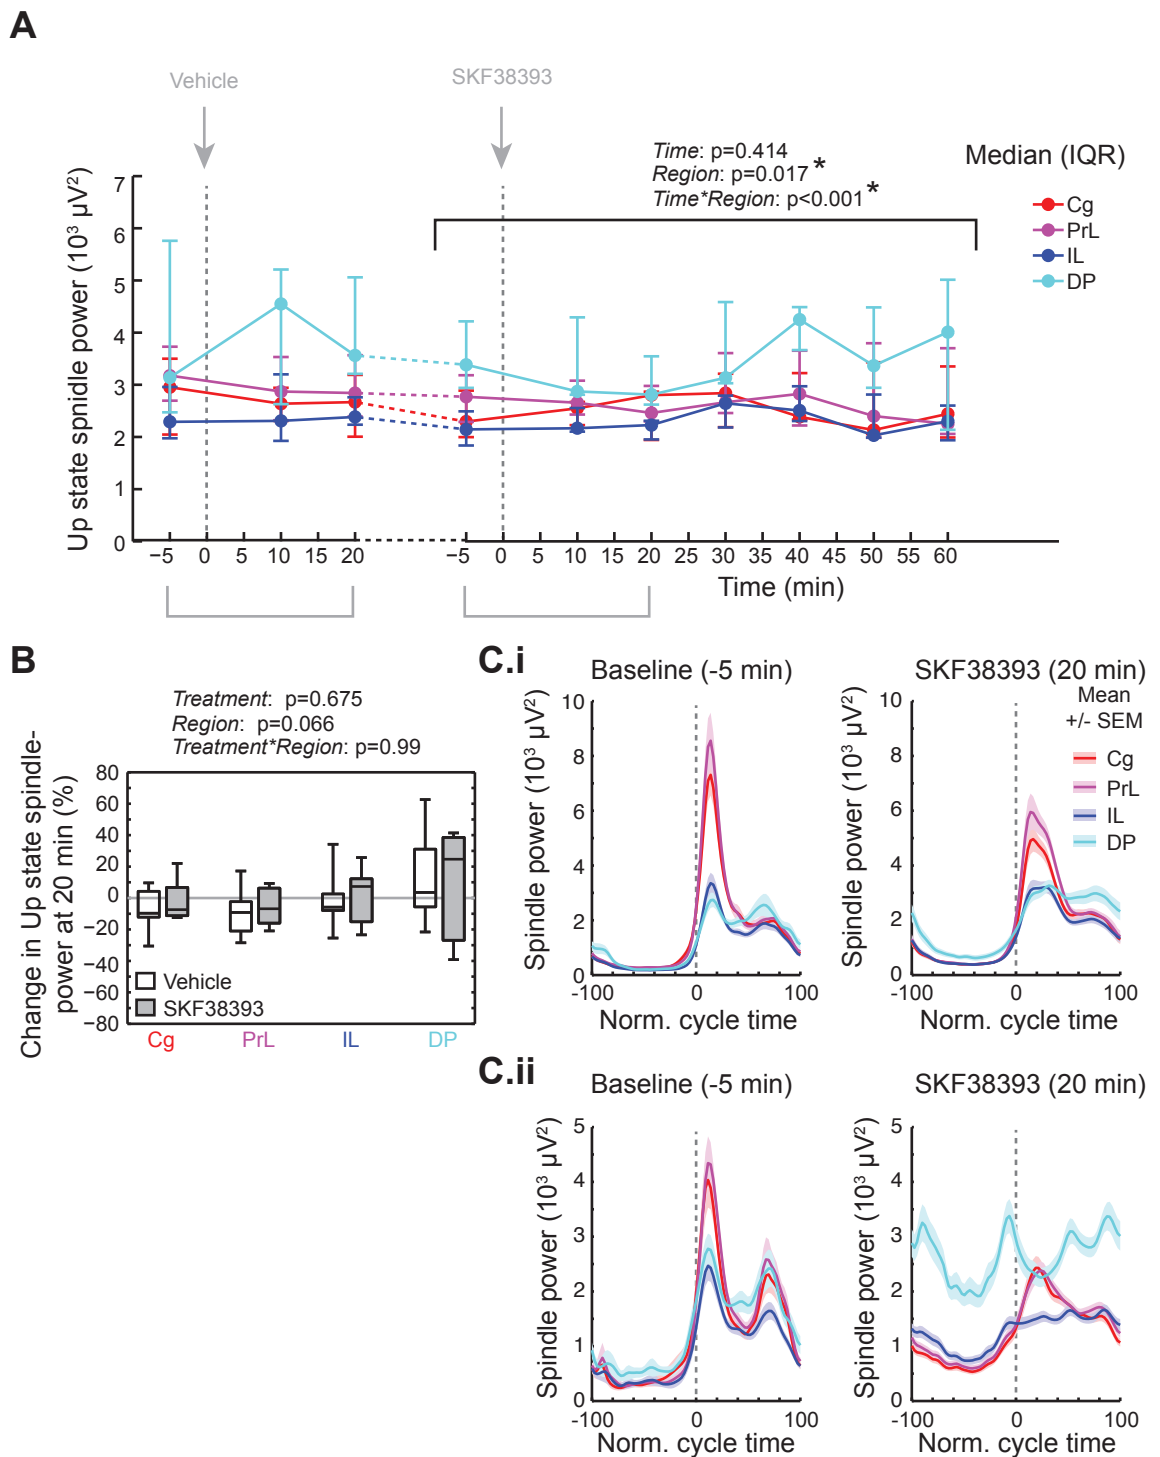 A
Vehicle
SKF38393
Time: p=0.414
Region: p=0.017*
Time*Region: p<0.001*
Median (IQR)
Cg
PrL
IL
DP
Up state spindle power (10³ µV²)
7
6
5
4
3
2
1
0
−5 0 5 10 15 20 −5 0 5 10 15 20 25 30 35 40 45 50 55 60
Time (min)
B
Treatment: p=0.675
Region: p=0.066
Treatment*Region: p=0.99
Change in Up state spindle-
power at 20 min (%)
80
60
40
20
0
−20
−40
−60
−80
Vehicle
SKF38393
Cg PrL IL DP
C.i
Baseline (-5 min)
Spindle power (10³ µV²)
10
8
6
4
2
0
-100 0 100
Norm. cycle time
SKF38393 (20 min)
Mean
+/- SEM
Cg
PrL
IL
DP
Spindle power (10³ µV²)
10
8
6
4
2
0
-100 0 100
Norm. cycle time
C.ii
Baseline (-5 min)
Spindle power (10³ µV²)
5
4
3
2
1
0
-100 0 100
Norm. cycle time
SKF38393 (20 min)
Spindle power (10³ µV²)
5
4
3
2
1
0
-100 0 100
Norm. cycle time